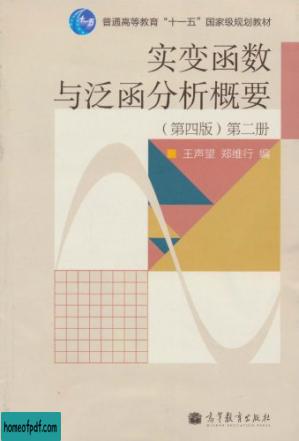 普通高等教育“十一五”国家级规划教材
实变函数
与泛函分析概要
（第四版）第二册
王声望 郑维行 编
高等教育出版社
homeofpdf.com